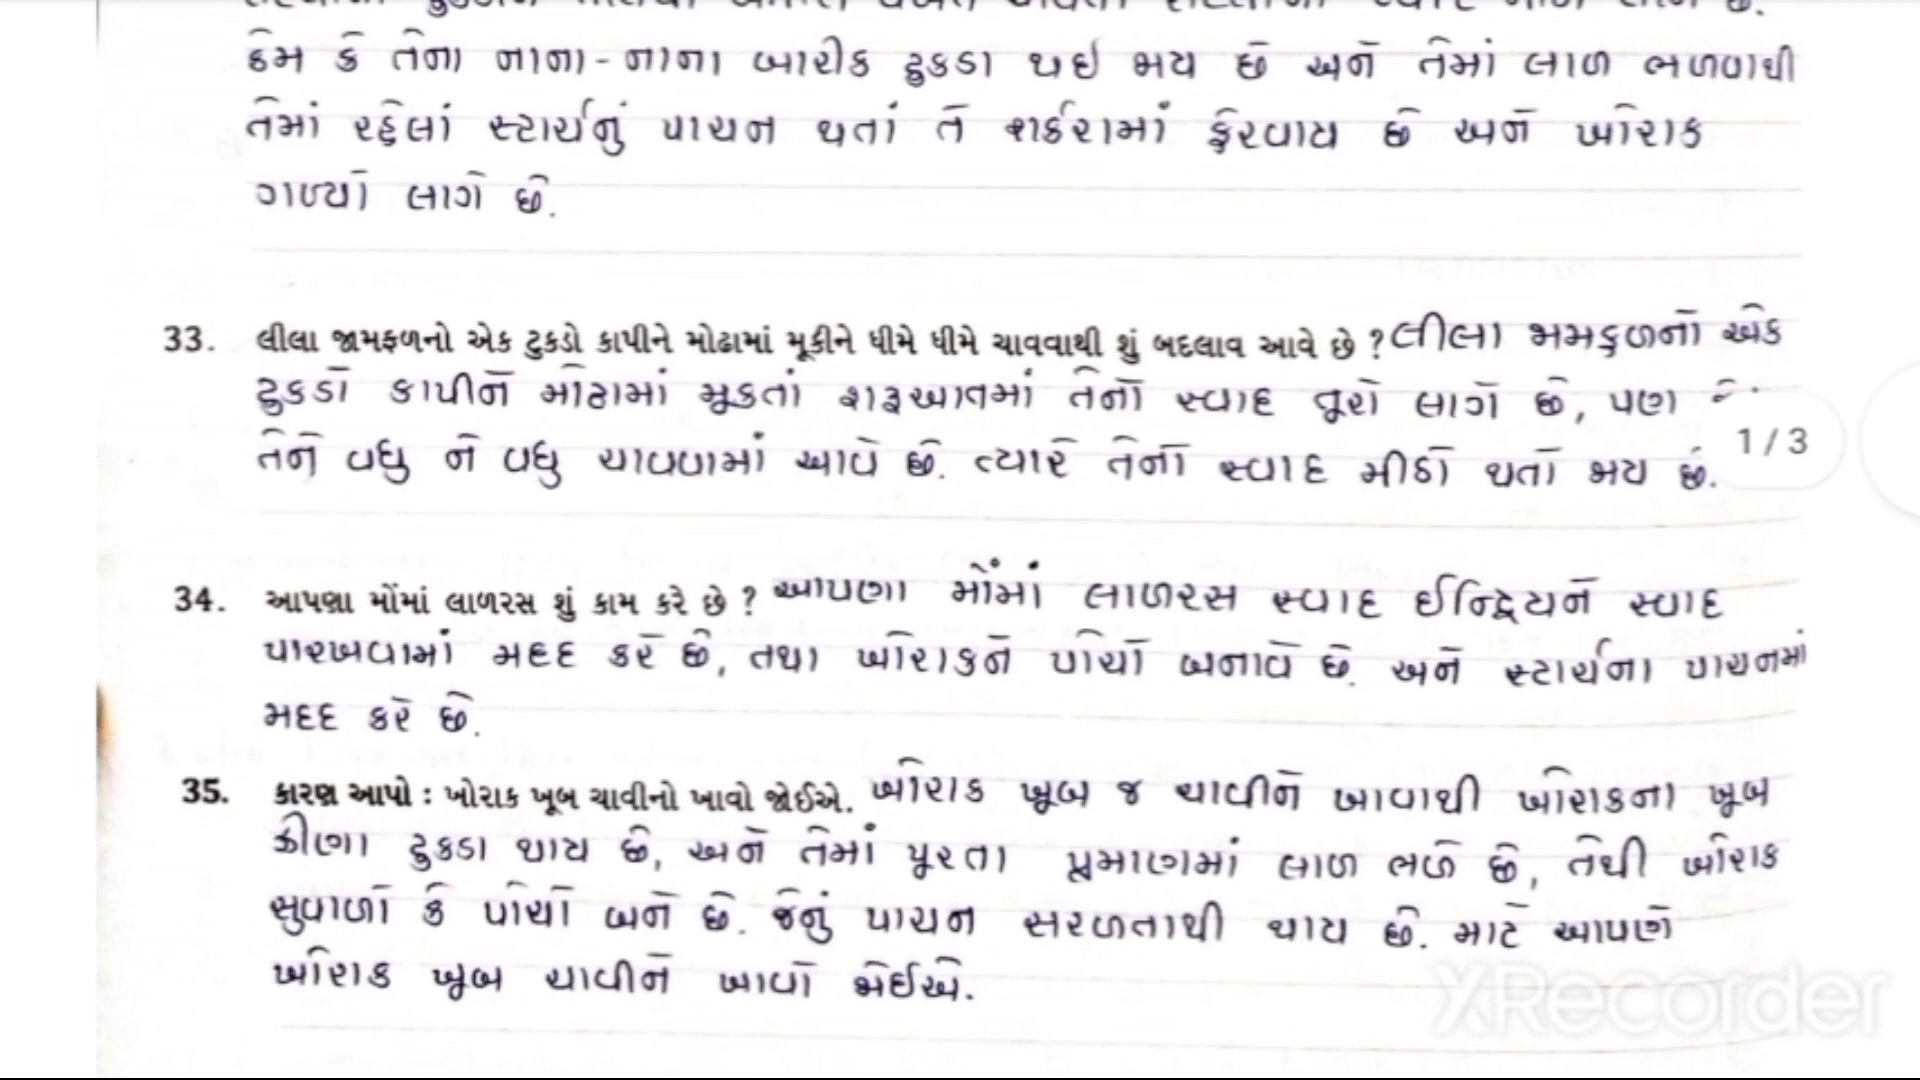 કેમ કે તેના નાના-નાના બારીક ટુકડા થઈ જાય છે અને તેમાં લાળ ભળવાથી
તેમાં રહેલાં સ્ટાર્ચનું પાચન થતાં તે શર્કરામાં ફેરવાય છે અને ખોરાક
ગળ્યો લાગે છે.
33. લીલા જામફળનો એક ટુકડો કાપીને મોઢામાં મૂકીને ધીમે ધીમે ચાવવાથી શું બદલાવ આવે છે ? લીલા જામફળનો એક
ટુકડો કાપીને મોઢામાં મૂકતાં શરૂઆતમાં તેનો સ્વાદ તૂરો લાગે છે, પણ
તેને વધુ ને વધુ ચાવવામાં આવે છે. ત્યારે તેનો સ્વાદ મીઠો થતો જાય છે.
1/3
34. આપણા મોંમાં લાળરસ શું કામ કરે છે ? આપણા મોંમાં લાળરસ સ્વાદ ઈન્દ્રિયને સ્વાદ
પારખવામાં મદદ કરે છે, તથા ખોરાકને પોચો બનાવે છે. અને સ્ટાર્ચના પાચનમાં
મદદ કરે છે.
35. કારણ આપો : ખોરાક ખૂબ ચાવીનો ખાવો જોઈએ. ખોરાક ખૂબ જ ચાવીને ખાવાથી ખોરાકના ખૂબ
ઝીણા ટુકડા થાય છે, અને તેમાં પૂરતા પ્રમાણમાં લાળ ભળે છે, તેથી ખોરાક
સુવાળો કે પોચો બને છે. જેનું પાચન સરળતાથી થાય છે. માટે આપણે
ખોરાક ખૂબ ચાવીને ખાવો જોઈએ.
XRecorder